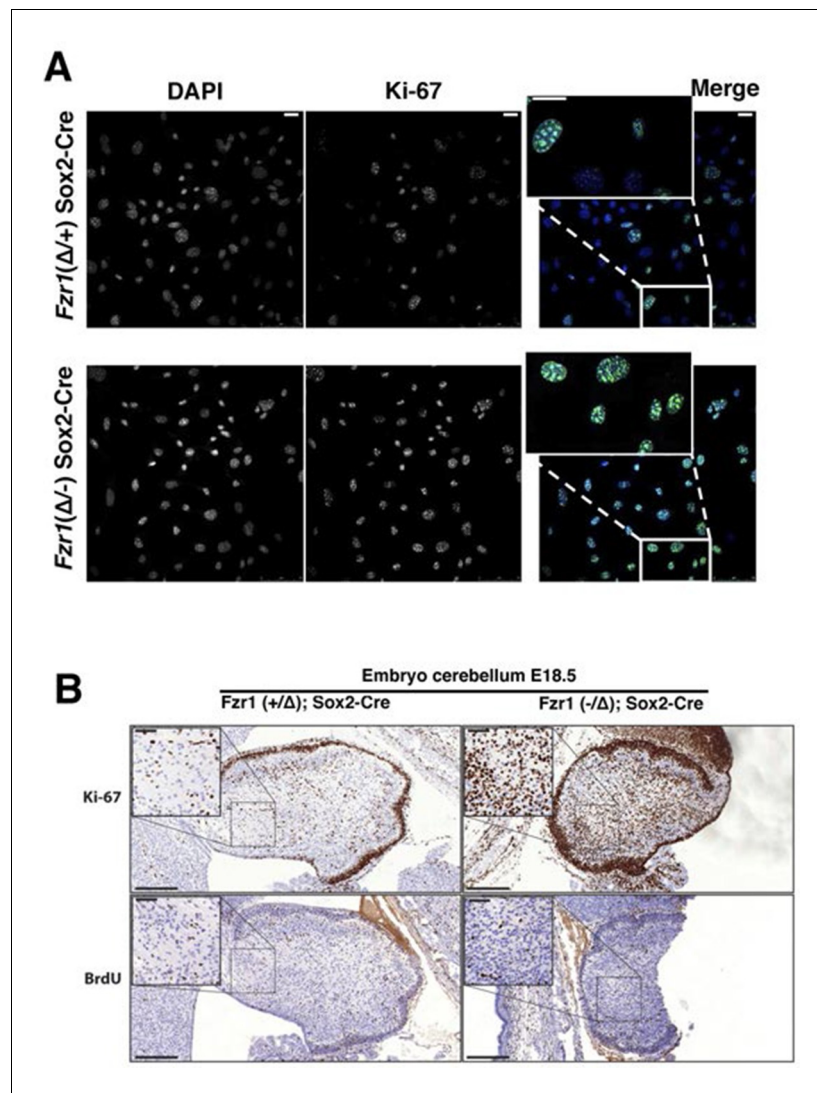 A
DAPI Ki-67 Merge
Fzr1(Δ/+) Sox2-Cre
Fzr1(Δ/-) Sox2-Cre
B
Embryo cerebellum E18.5
Fzr1 (+/Δ); Sox2-Cre Fzr1 (-/Δ); Sox2-Cre
Ki-67
BrdU